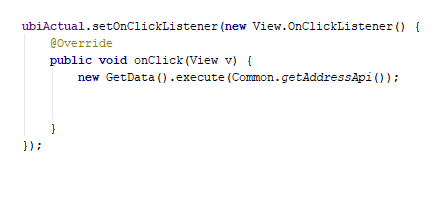 ubiActual.setOnClickListener(new View.OnClickListener() {
@Override
public void onClick(View v) {
new GetData().execute(Common.getAddressApi());
}
});